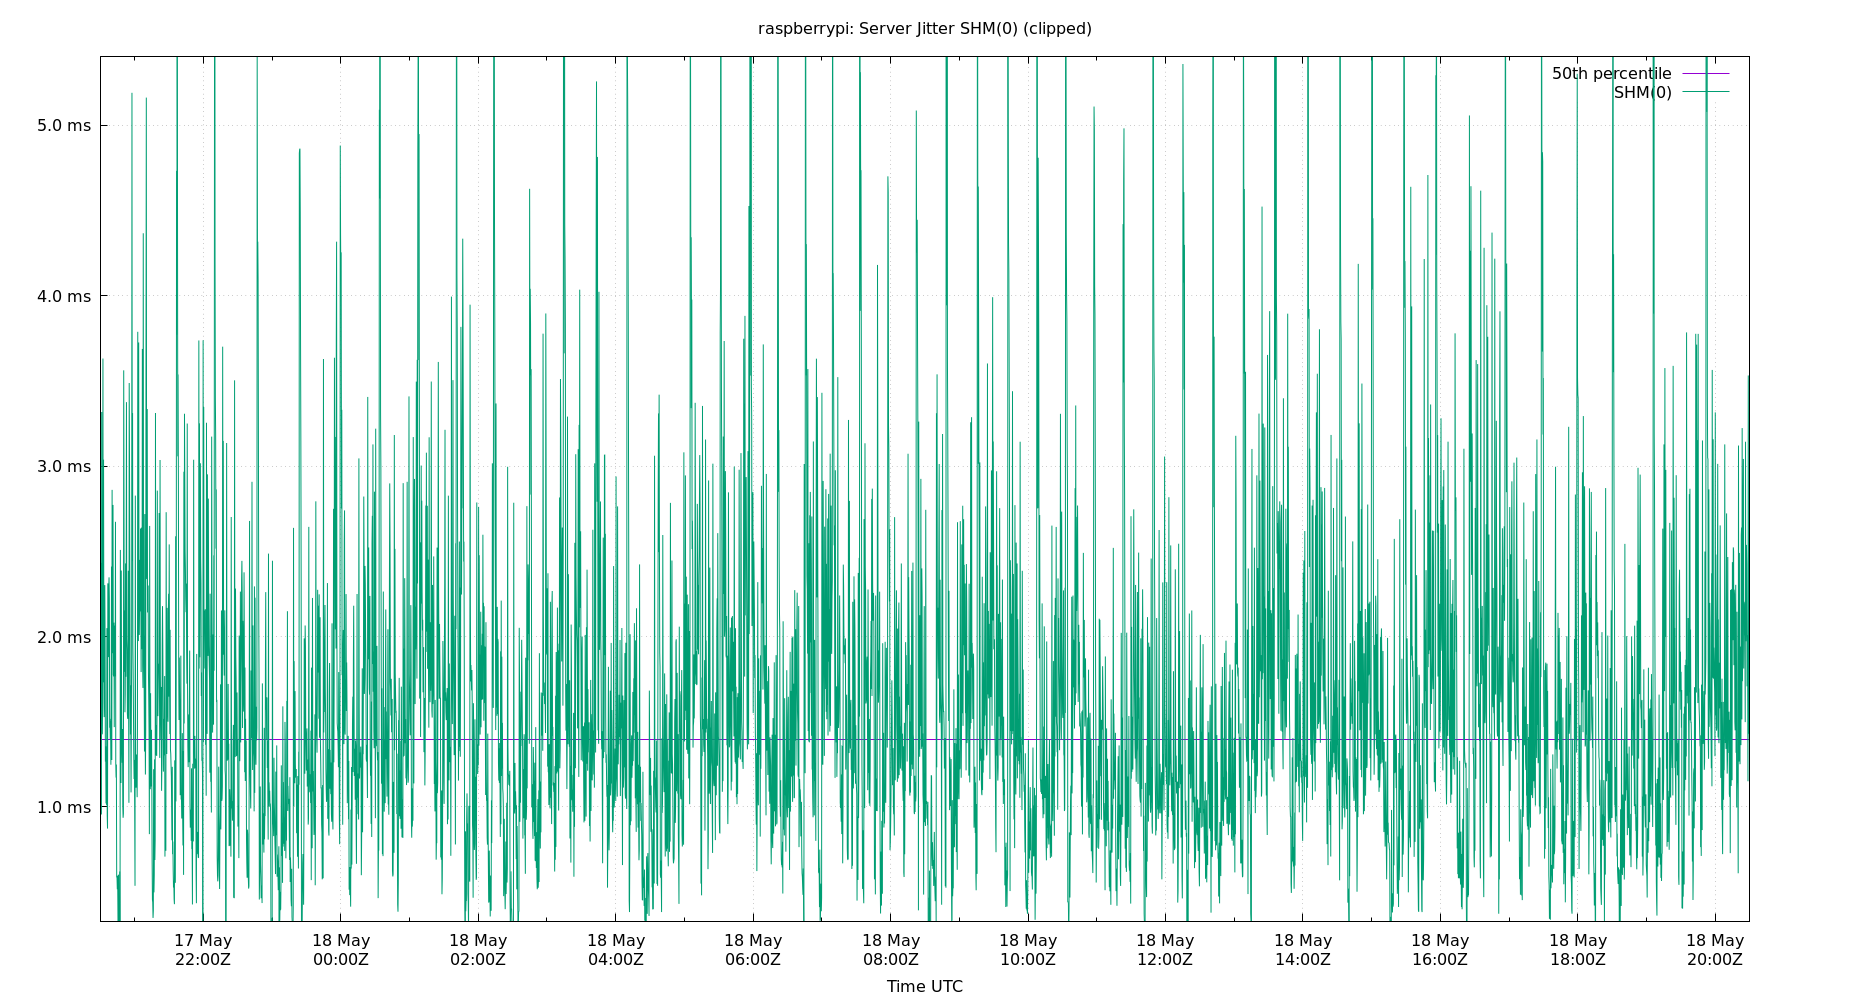 raspberrypi: Server Jitter SHM(0) (clipped)
50th percentile
SHM(0)
5.0 ms
4.0 ms
3.0 ms
2.0 ms
1.0 ms
17 May 18 May 18 May 18 May 18 May 18 May 18 May 18 May 18 May 18 May 18 May 18 May
22:00Z 00:00Z 02:00Z 04:00Z 06:00Z 08:00Z 10:00Z 12:00Z 14:00Z 16:00Z 18:00Z 20:00Z
Time UTC